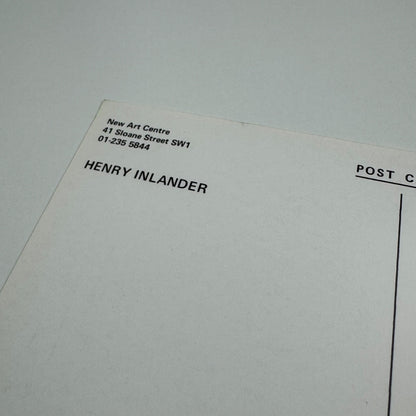 New Art Centre
41 Sloane Street SW1
01-235 5844
HENRY INLANDER
POST C